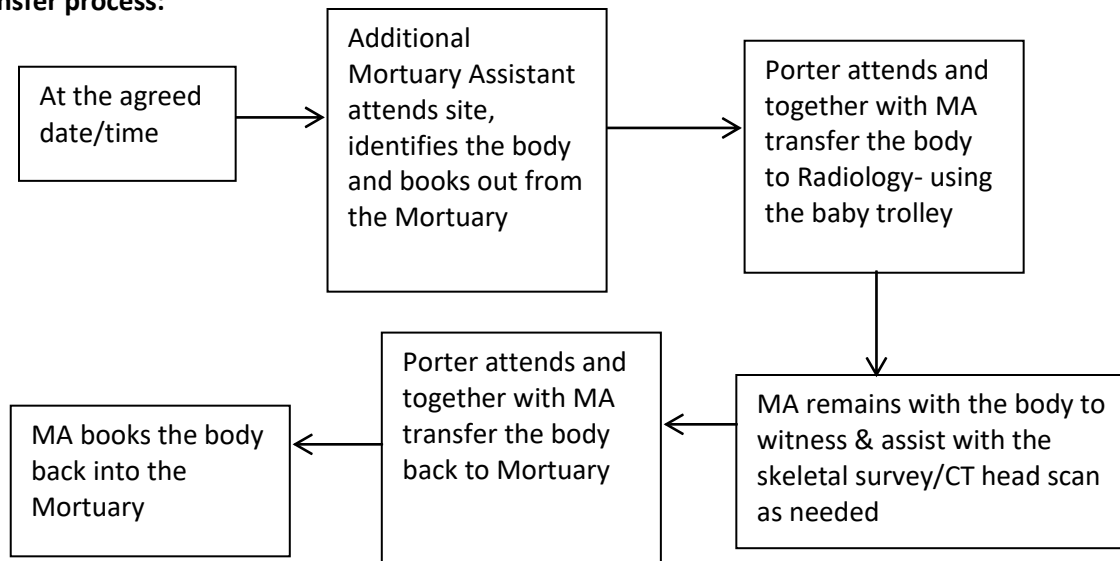 nsfer process:
At the agreed
date/time
Additional
Mortuary Assistant
attends site,
identifies the body
and books out from
the Mortuary
Porter attends and
together with MA
transfer the body
to Radiology- using
the baby trolley
MA remains with the body to
witness & assist with the
skeletal survey/CT head scan
as needed
Porter attends and
together with MA
transfer the body
back to Mortuary
MA books the body
back into the
Mortuary